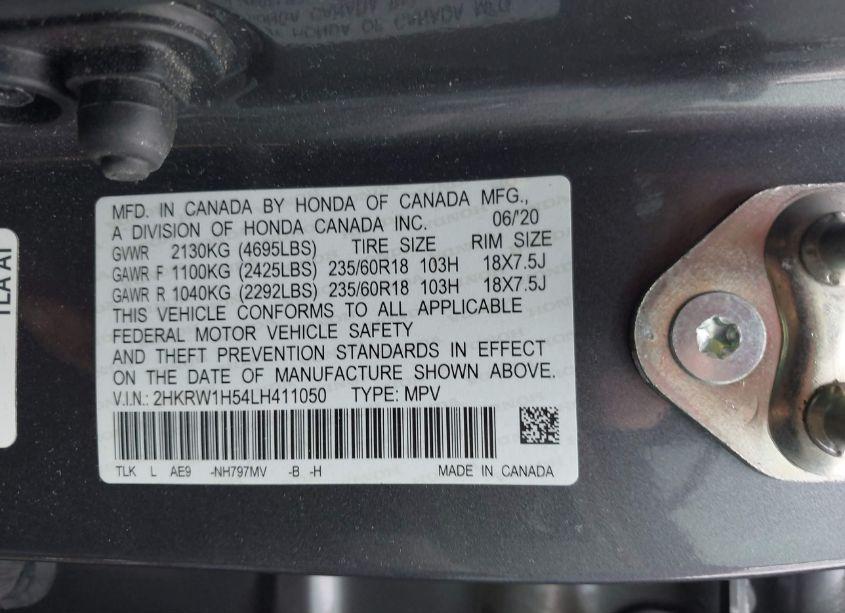 MFD. IN CANADA BY HONDA OF CANADA MFG.,
A DIVISION OF HONDA CANADA INC. 06/'20
GVWR 2130KG (4695LBS) TIRE SIZE RIM SIZE
GAWR F 1100KG (2425LBS) 235/60R18 103H 18X7.5J
GAWR R 1040KG (2292LBS) 235/60R18 103H 18X7.5J
THIS VEHICLE CONFORMS TO ALL APPLICABLE
FEDERAL MOTOR VEHICLE SAFETY
AND THEFT PREVENTION STANDARDS IN EFFECT
ON THE DATE OF MANUFACTURE SHOWN ABOVE.
V.I.N.: 2HKRW1H54LH411050 TYPE: MPV
TLK L AE9 -NH797MV -B -H MADE IN CANADA
TLA A1